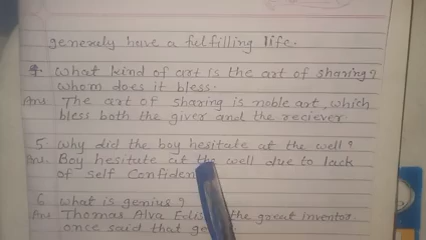 generely have a fulfilling life.
4. What kind of art is the art of sharing?
whom does it bless.
Ans The art of sharing is noble art, which
bless both the giver and the reciever.
5. Why did the boy hesitate at the well?
Ans. Boy hesitate at the well due to lack
of self Confiden
6. what is genius?
Ans Thomas Alva the great inventor.
once said that